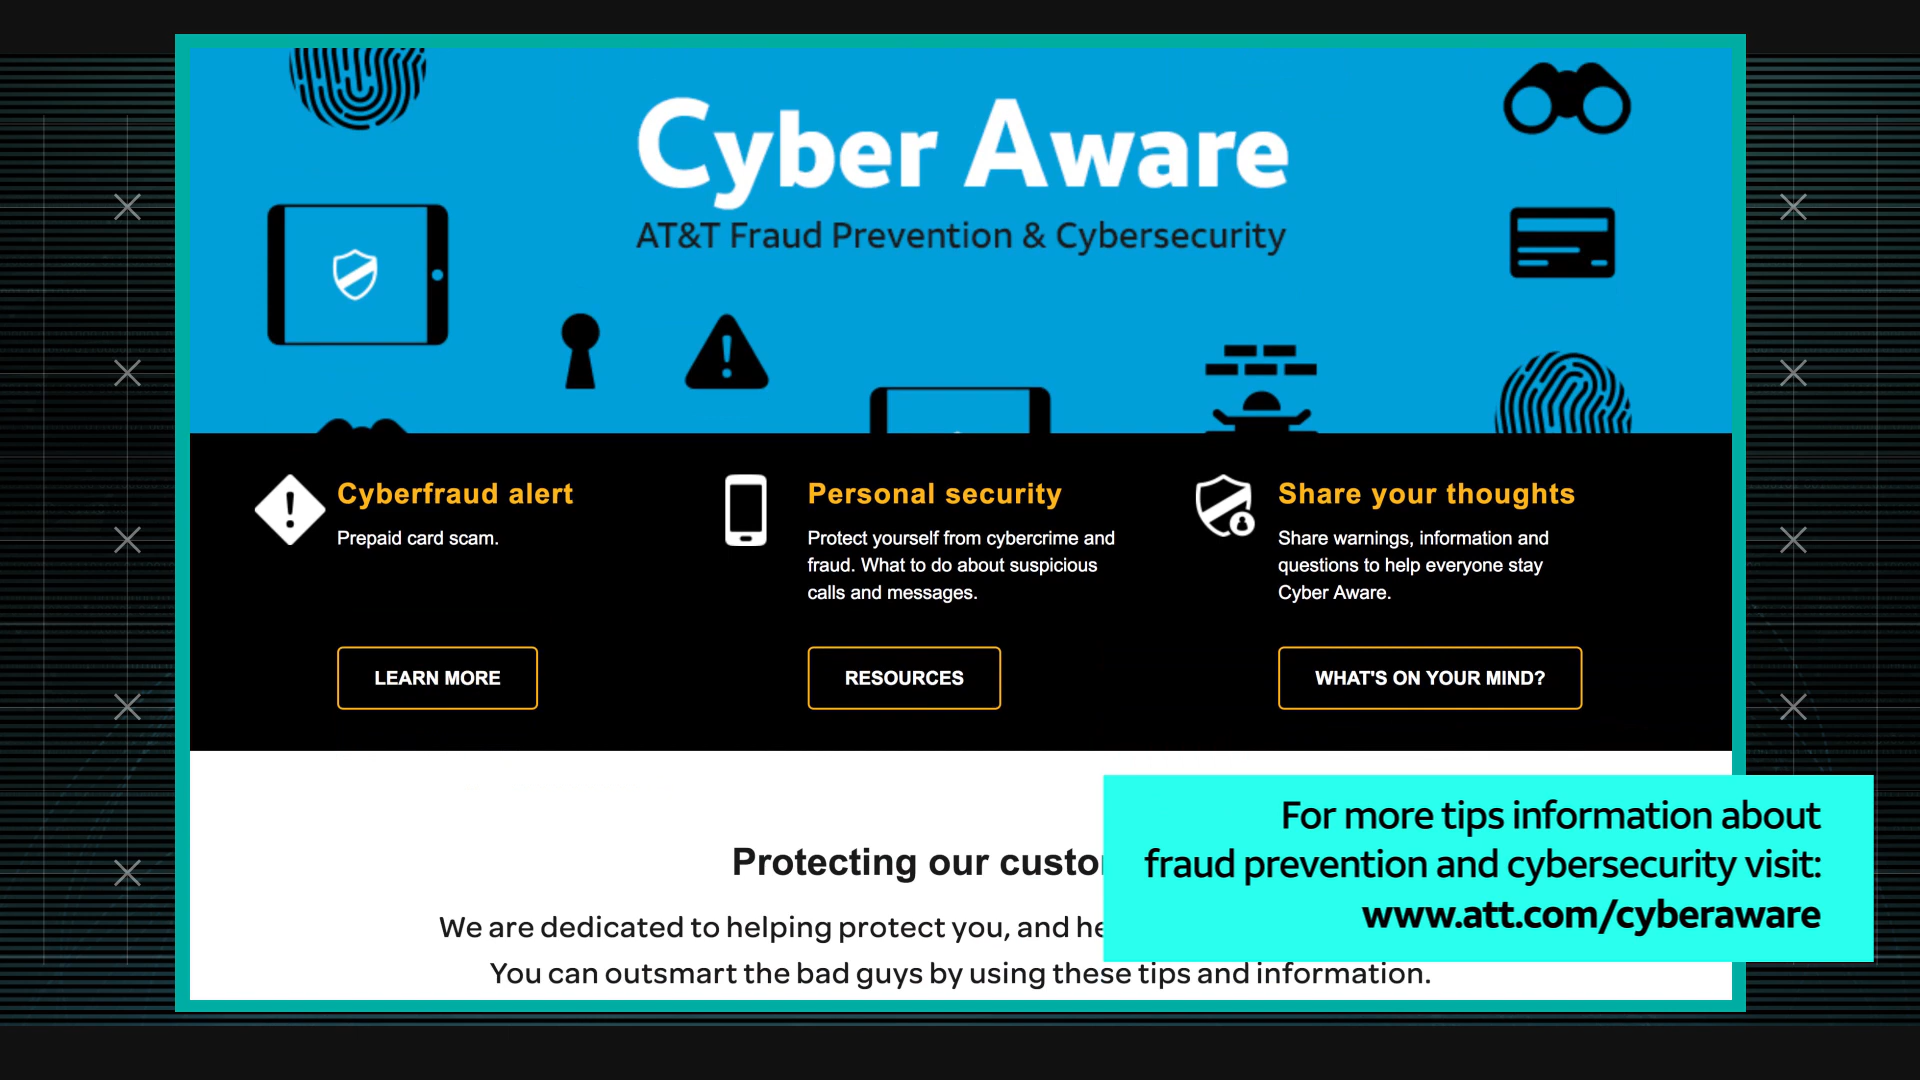 Cyber Aware
AT&T Fraud Prevention & Cybersecurity
Cyberfraud alert
Prepaid card scam.
LEARN MORE
Personal security
Protect yourself from cybercrime and
fraud. What to do about suspicious
calls and messages.
RESOURCES
Share your thoughts
Share warnings, information and
questions to help everyone stay
Cyber Aware.
WHAT'S ON YOUR MIND?
Protecting our
We are dedicated to helping protect you, and
You can outsmart the bad guys by using these tips and information.
For more tips information about
fraud prevention and cybersecurity visit:
www.att.com/cyberaware